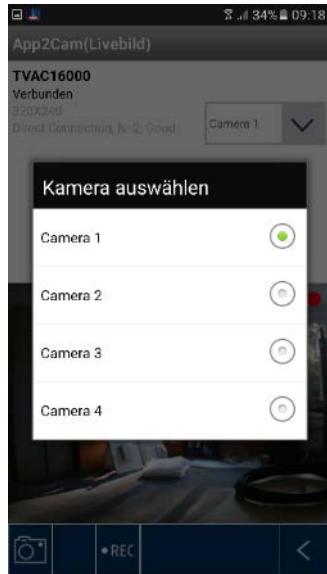 34% 09:18
App2Cam(Livebild)
TVAC16000
Verbunden
320X240
Direct Connection, N=2, Good
Camera 1
Kamera auswählen
Camera 1
Camera 2
Camera 3
Camera 4
REC